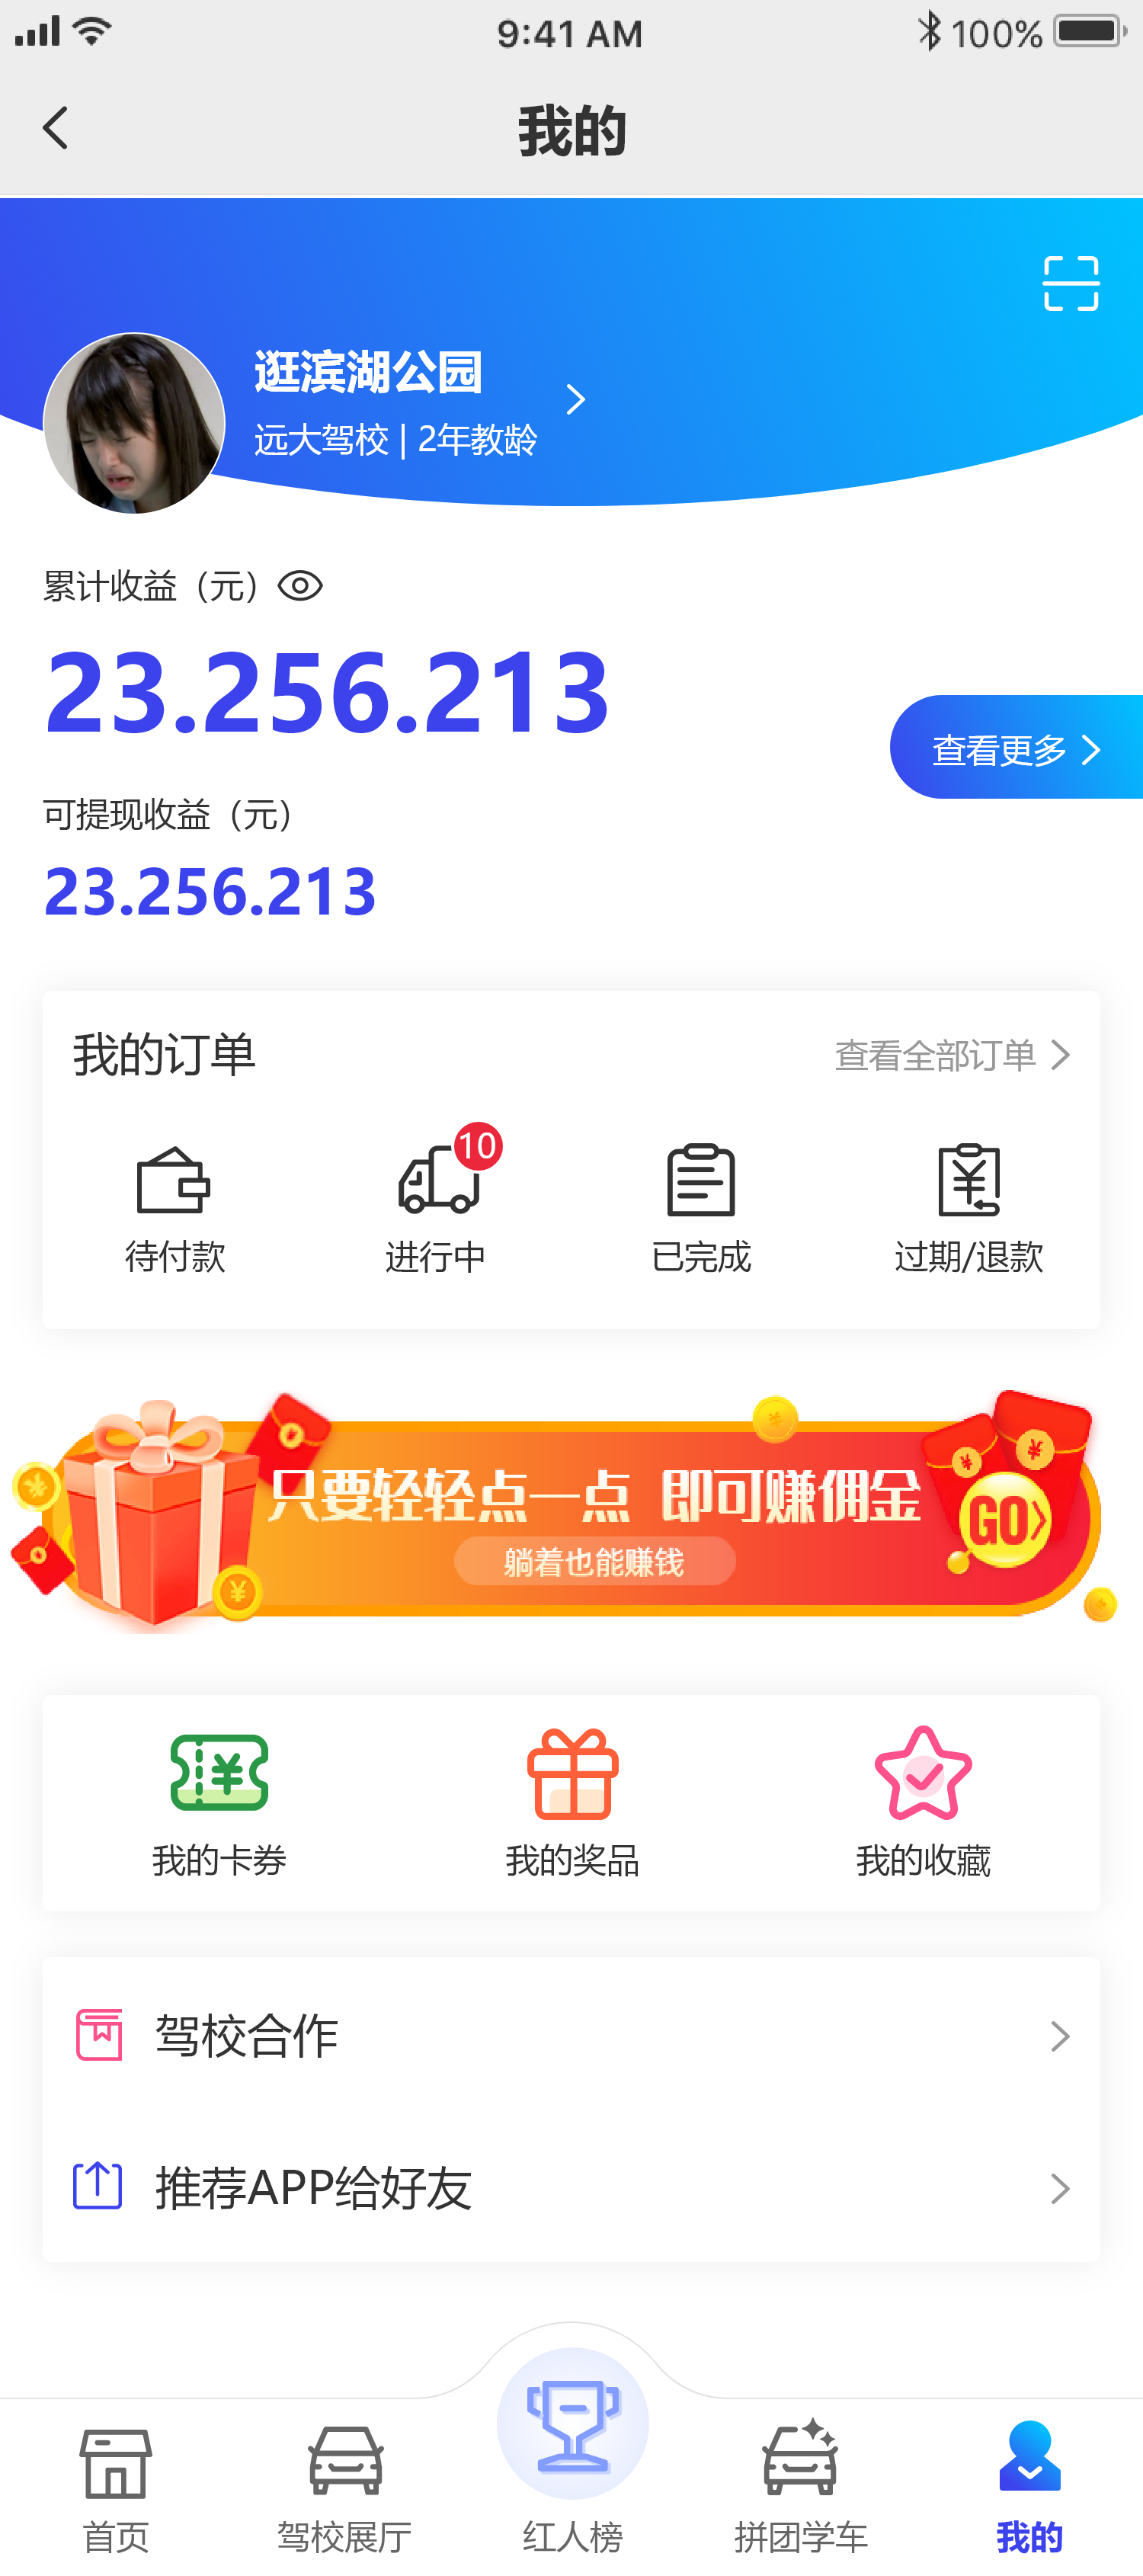 9:41 AM
100%
我的
逛滨湖公园
远大驾校 | 2年教龄
累计收益（元）
23.256.213
查看更多
可提现收益（元）
23.256.213
我的订单
查看全部订单
10
待付款
进行中
已完成
过期/退款
只要轻轻点一点 即可赚佣金
GO
躺着也能赚钱
我的卡券
我的奖品
我的收藏
驾校合作
推荐APP给好友
首页
驾校展厅
红人榜
拼团学车
我的